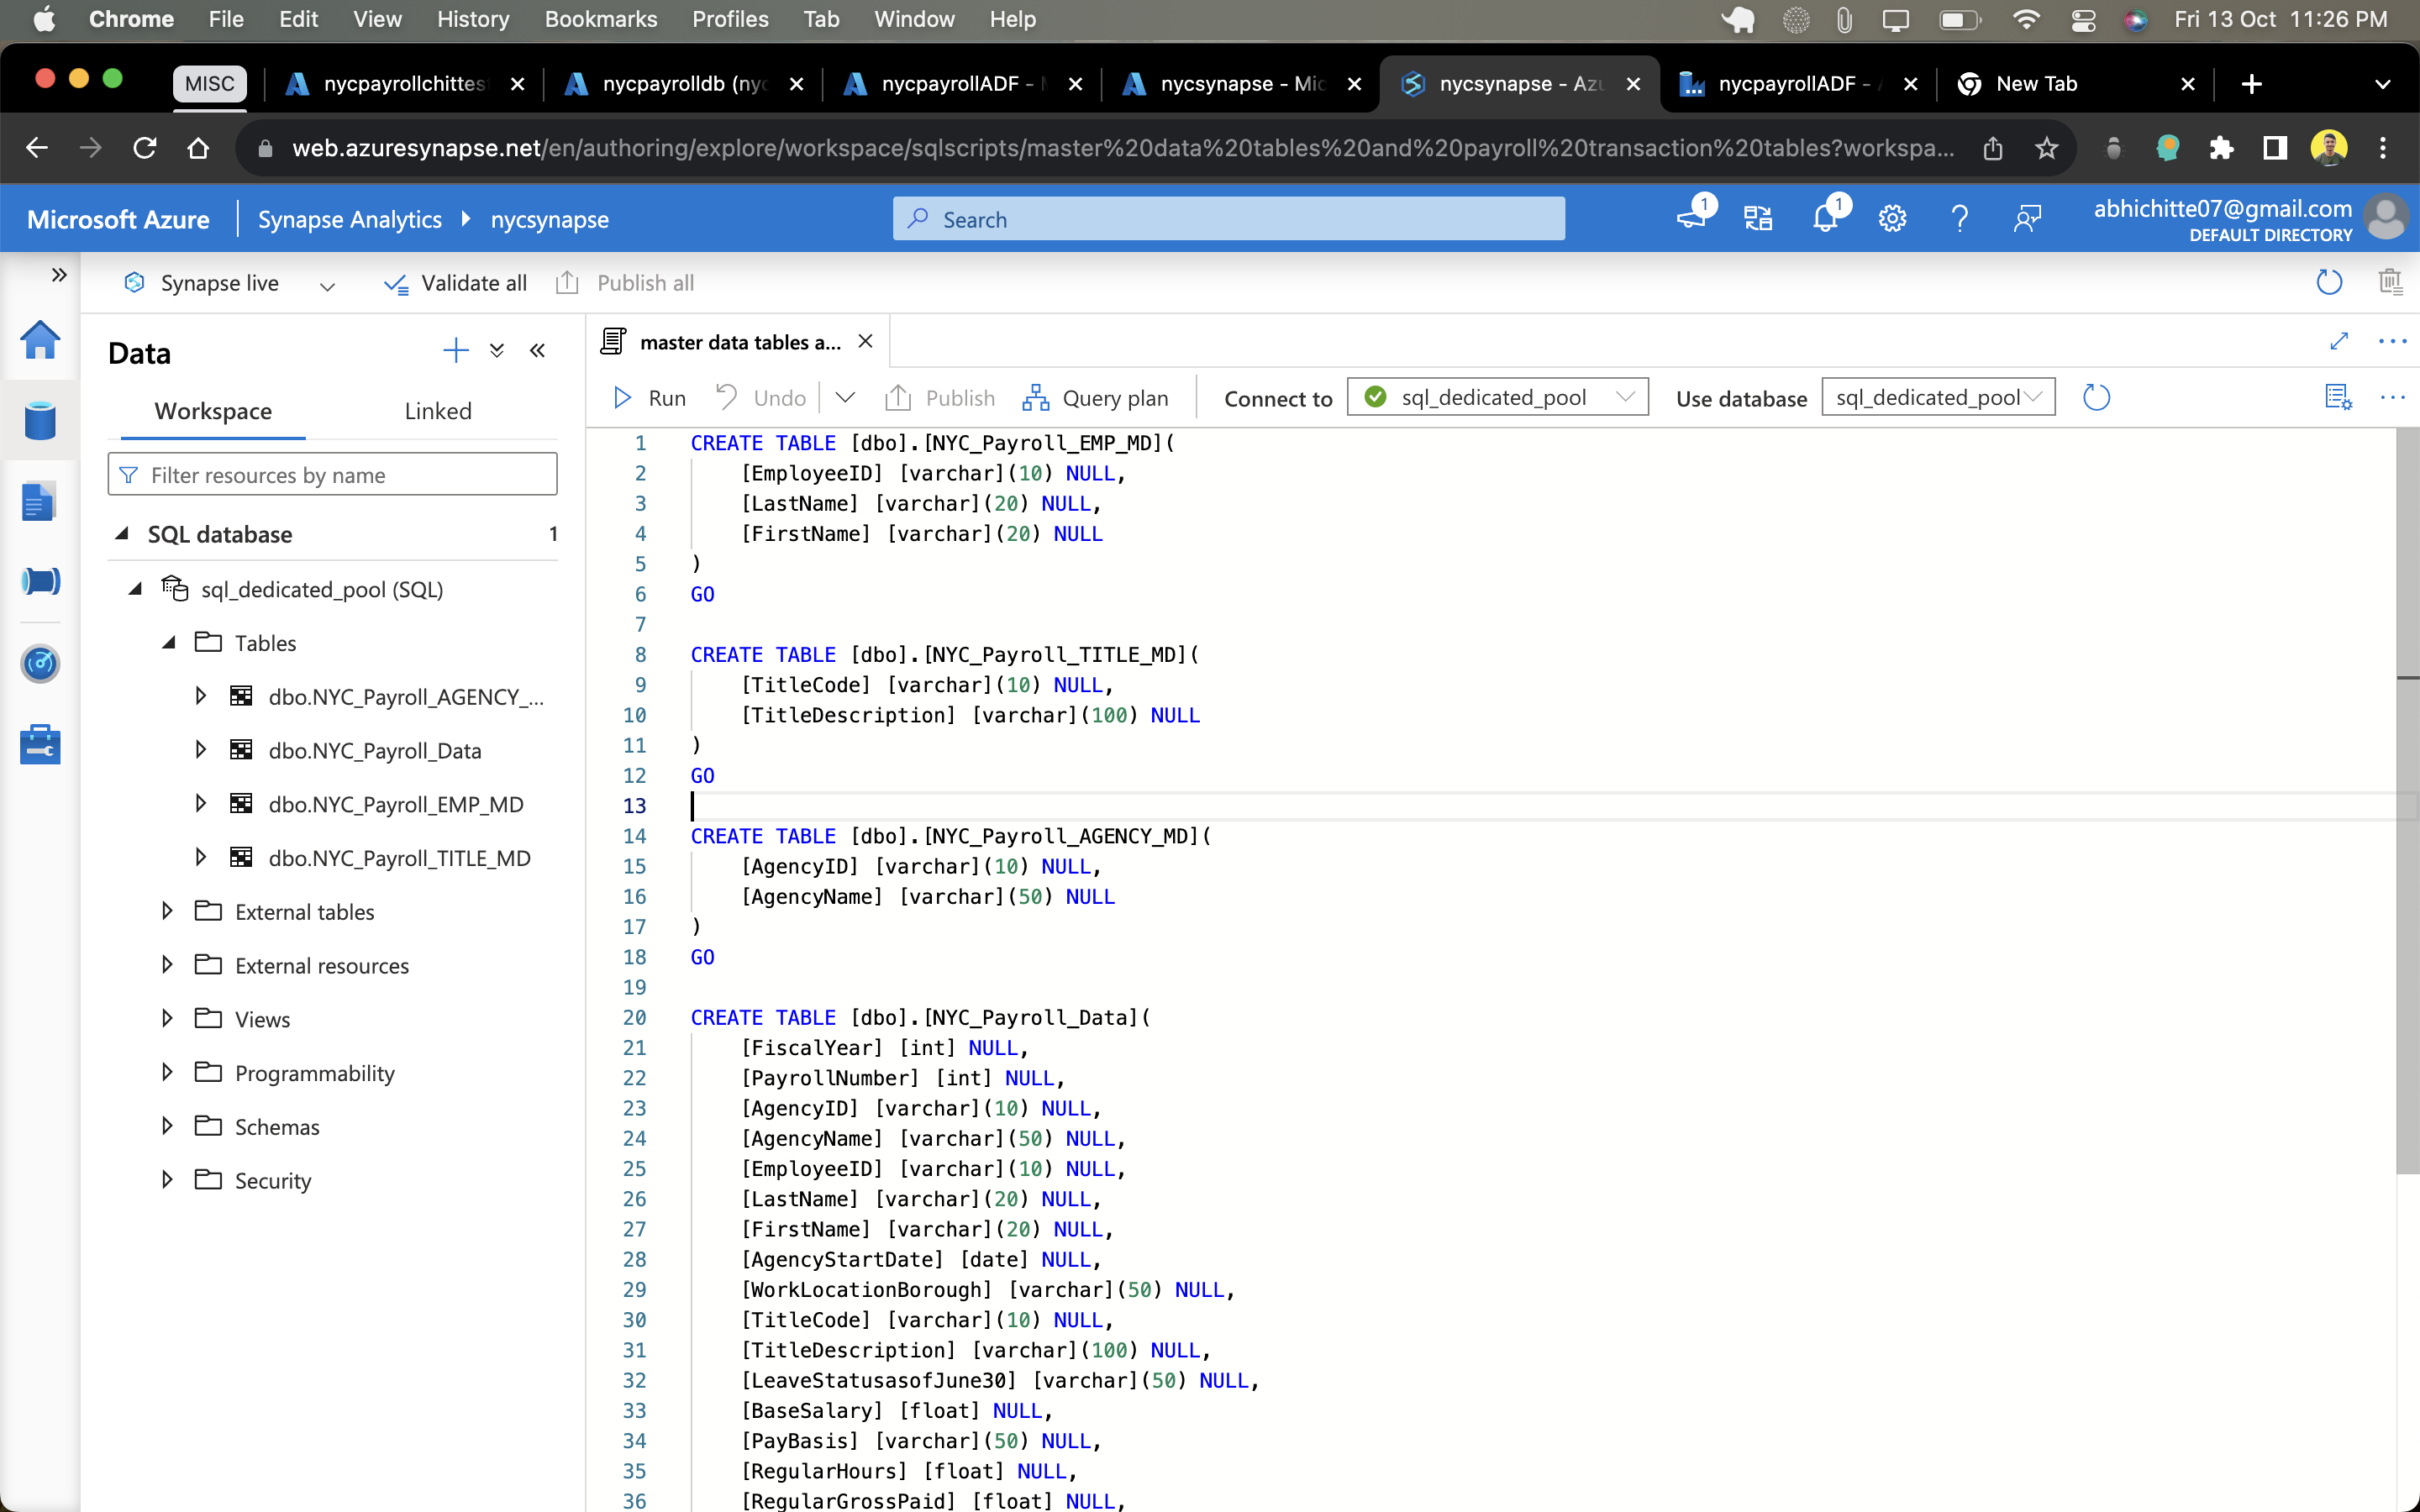 Chrome File Edit View History Bookmarks Profiles Tab Window Help Fri 13 Oct 11:26 PM
MISC nycpayrollchittes nycpayrolldb (nyc nycpayrollADF - nycsynapse - Mic nycsynapse - Azu nycpayrollADF - New Tab
web.azuresynapse.net/en/authoring/explore/workspace/sqlscripts/master%20data%20tables%20and%20payroll%20transaction%20tables?workspa...
Microsoft Azure Synapse Analytics nycsynapse Search 1 1 abhichitte07@gmail.com
DEFAULT DIRECTORY
Synapse live Validate all Publish all
Data
master data tables a...
Workspace Linked
Run Undo Publish Query plan Connect to sql_dedicated_pool Use database sql_dedicated_pool
Filter resources by name
SQL database 1
sql_dedicated_pool (SQL)
Tables
dbo.NYC_Payroll_AGENCY_...
dbo.NYC_Payroll_Data
dbo.NYC_Payroll_EMP_MD
dbo.NYC_Payroll_TITLE_MD
External tables
External resources
Views
Programmability
Schemas
Security
1 CREATE TABLE [dbo].[NYC_Payroll_EMP_MD](
2 [EmployeeID] [varchar](10) NULL,
3 [LastName] [varchar](20) NULL,
4 [FirstName] [varchar](20) NULL
5 )
6 GO
7
8 CREATE TABLE [dbo].[NYC_Payroll_TITLE_MD](
9 [TitleCode] [varchar](10) NULL,
10 [TitleDescription] [varchar](100) NULL
11 )
12 GO
13
14 CREATE TABLE [dbo].[NYC_Payroll_AGENCY_MD](
15 [AgencyID] [varchar](10) NULL,
16 [AgencyName] [varchar](50) NULL
17 )
18 GO
19
20 CREATE TABLE [dbo].[NYC_Payroll_Data](
21 [FiscalYear] [int] NULL,
22 [PayrollNumber] [int] NULL,
23 [AgencyID] [varchar](10) NULL,
24 [AgencyName] [varchar](50) NULL,
25 [EmployeeID] [varchar](10) NULL,
26 [LastName] [varchar](20) NULL,
27 [FirstName] [varchar](20) NULL,
28 [AgencyStartDate] [date] NULL,
29 [WorkLocationBorough] [varchar](50) NULL,
30 [TitleCode] [varchar](10) NULL,
31 [TitleDescription] [varchar](100) NULL,
32 [LeaveStatusasofJune30] [varchar](50) NULL,
33 [BaseSalary] [float] NULL,
34 [PayBasis] [varchar](50) NULL,
35 [RegularHours] [float] NULL,
36 [RegularGrossPaid] [float] NULL,